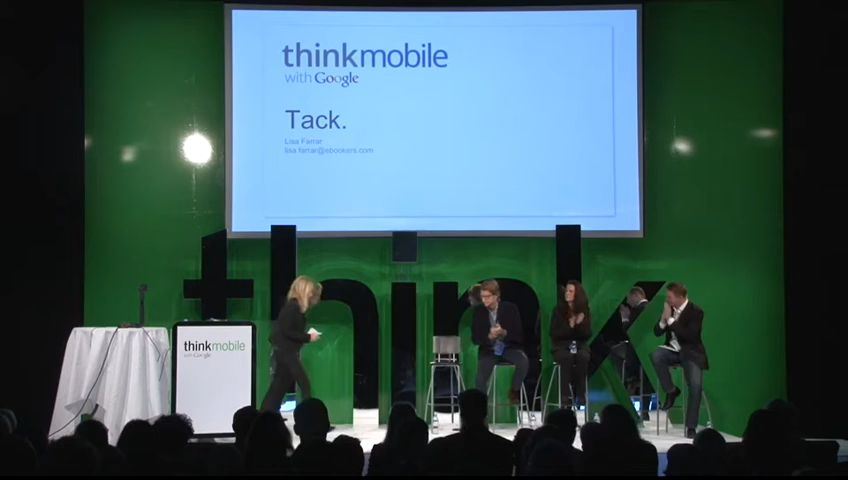 thinkmobile
with Google
Tack.
Lisa Farrar
lisa.farrar@ebookers.com
think
thinkmobile
with Google